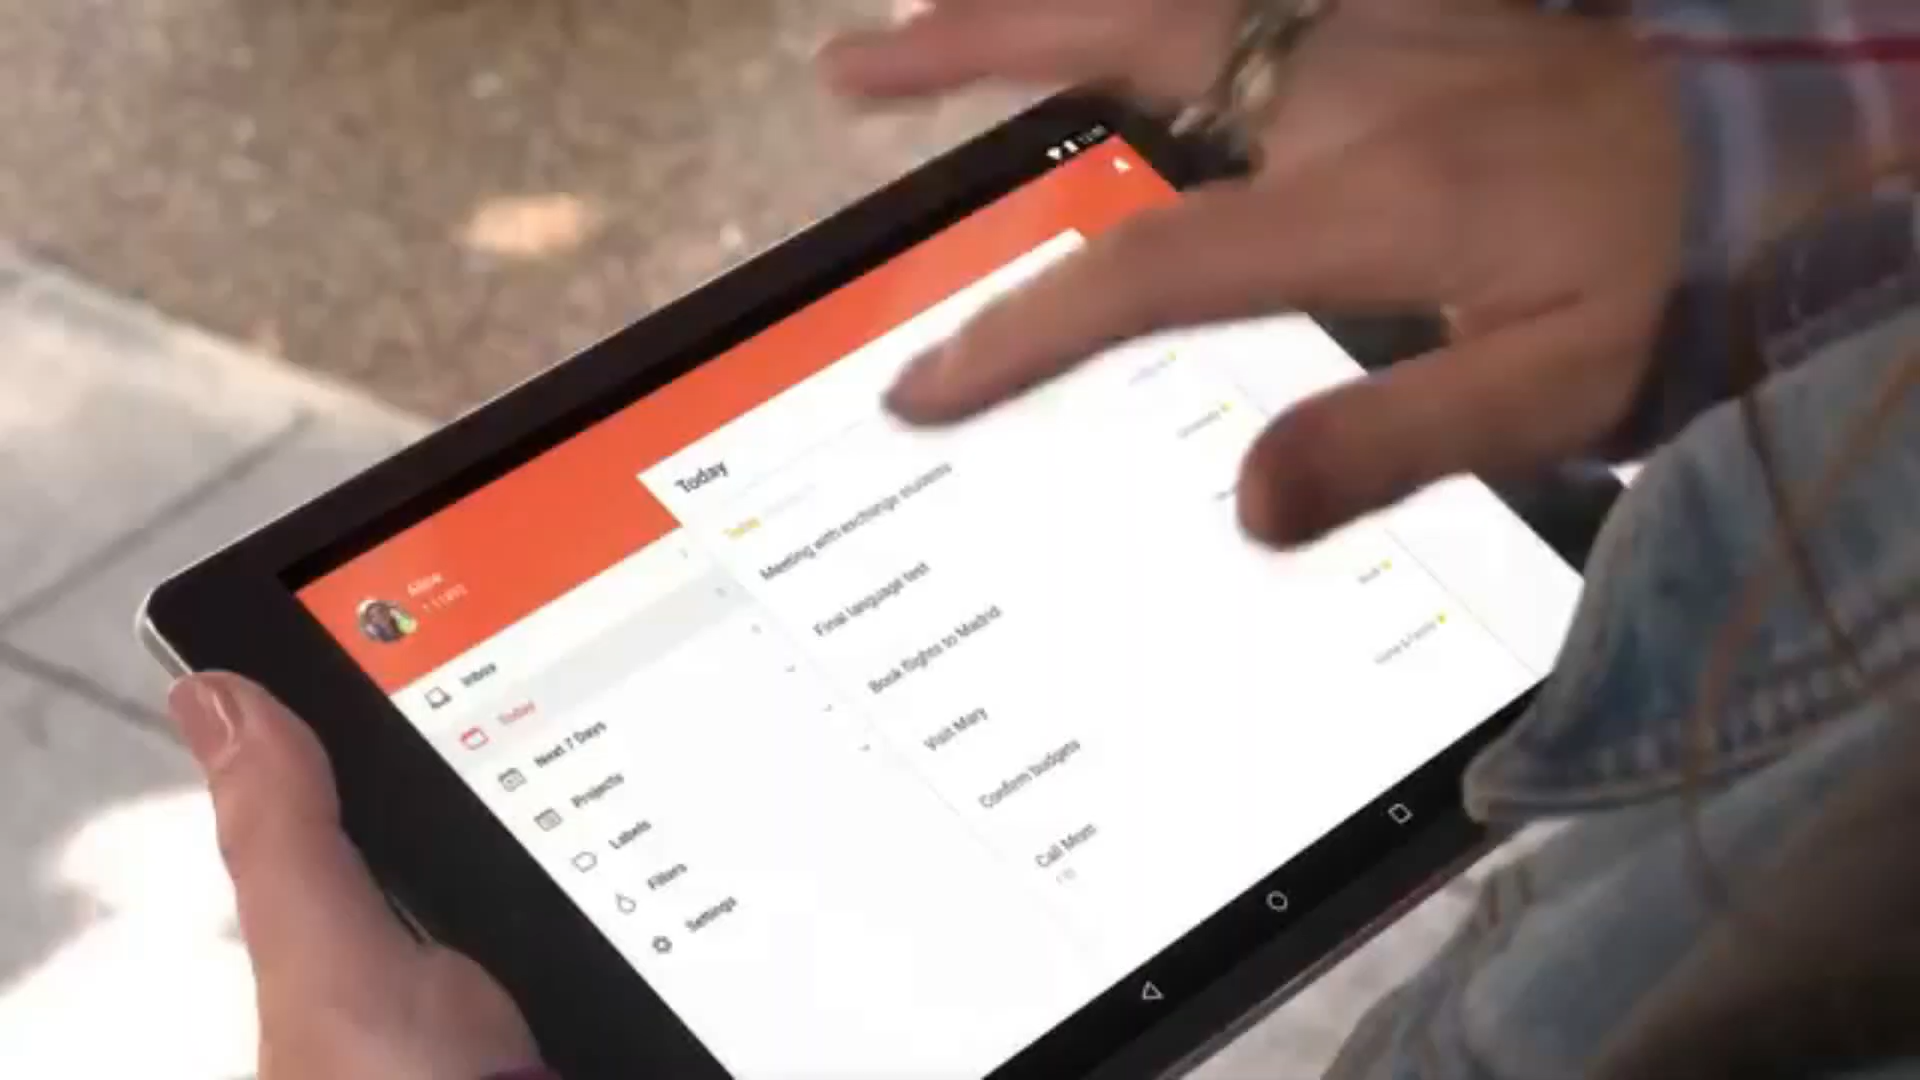 Inbox
Today
Next 7 Days
Projects
Labels
Filters
Settings
Today
Today
Meeting with exchange students
Final language test
Book flights to Madrid
Visit Mary
Confirm budgets
Call Mom